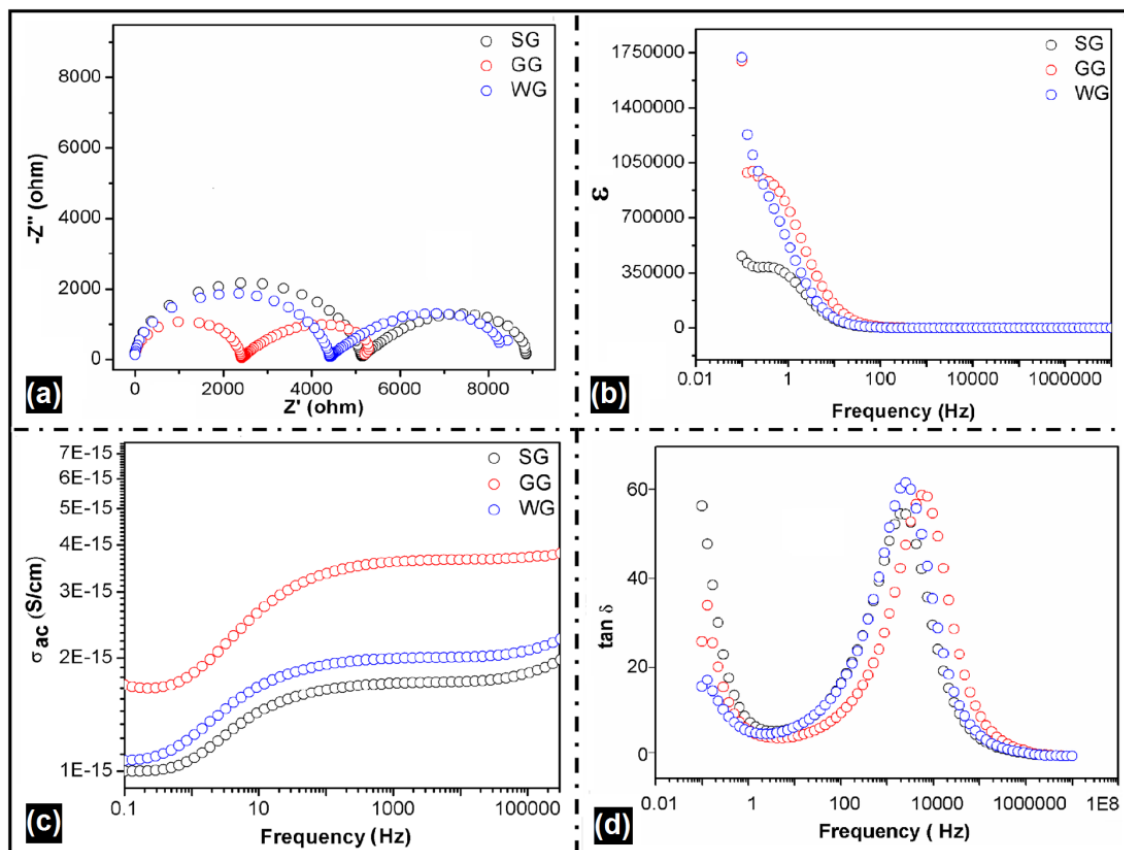 SG
GG
WG
8000
6000
4000
2000
0
-Z" (ohm)
0 2000 4000 6000 8000
Z' (ohm)
(a)
SG
GG
WG
1750000
1400000
1050000
700000
350000
0
ε
0.01 1 100 10000 1000000
Frequency (Hz)
(b)
SG
GG
WG
7E-15
6E-15
5E-15
4E-15
3E-15
2E-15
1E-15
σac (S/cm)
0.1 10 1000 100000
Frequency (Hz)
(c)
SG
GG
WG
60
40
20
0
tan δ
0.01 1 100 10000 1000000 1E8
Frequency ( Hz)
(d)